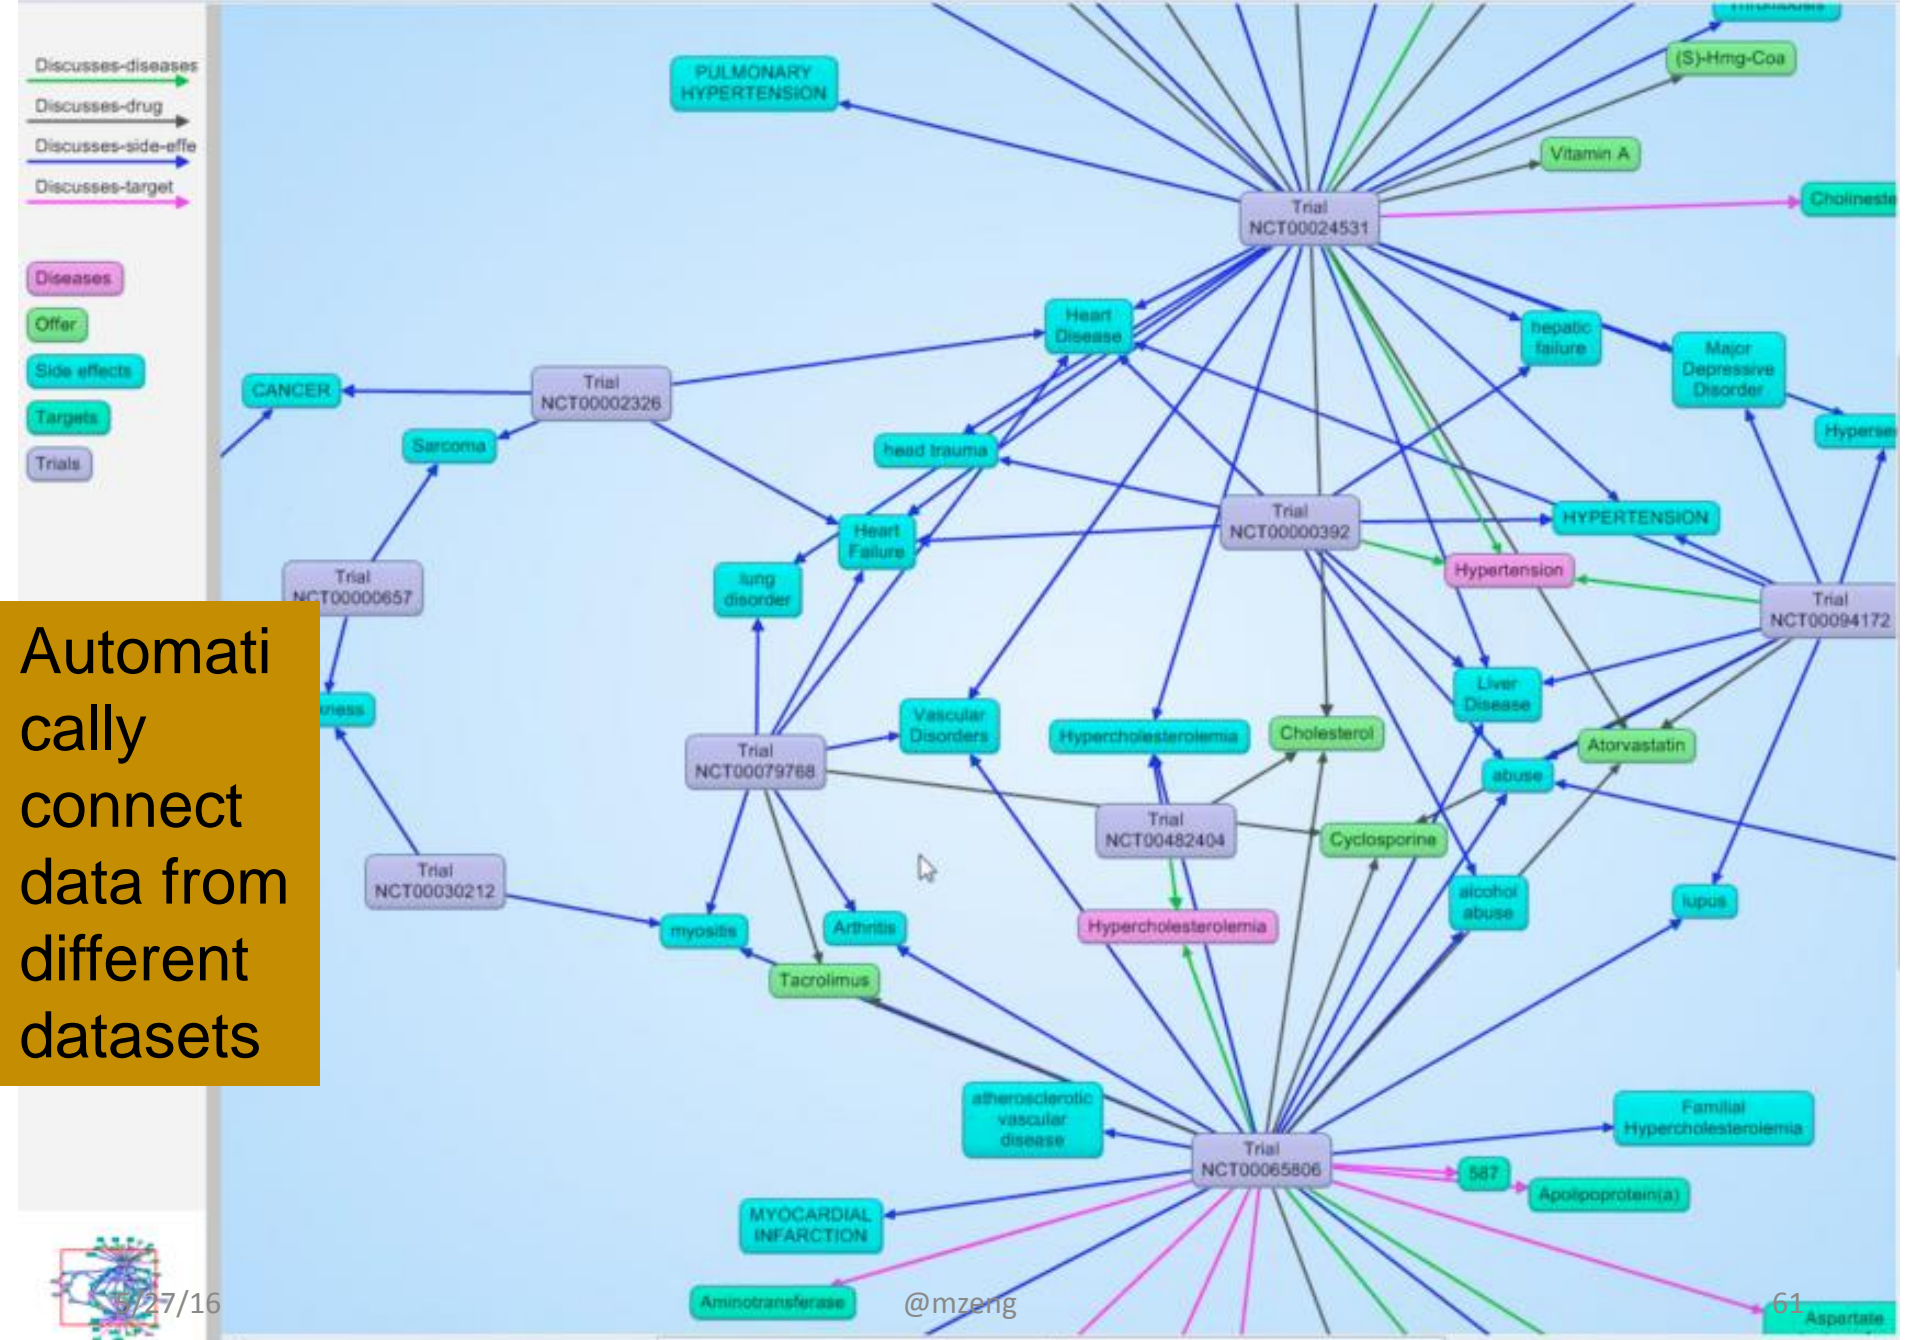 Discusses-diseases
Discusses-drug
Discusses-side-effe
Discusses-target
Diseases
Offer
Side effects
Targets
Trials
Automati
cally
connect
data from
different
datasets
Thrombosis
(S)-Hmg-Coa
PULMONARY
HYPERTENSION
Vitamin A
Trial
NCT00024531
Cholineste
Heart
Disease
hepatic
failure
Major
Depressive
Disorder
Trial
NCT00002326
CANCER
Sarcoma
head trauma
Hyperse
Trial
NCT00000392
HYPERTENSION
Heart
Failure
Hypertension
lung
disorder
Trial
NCT00000657
Trial
NCT00094172
Liver
Disease
kness
Vascular
Disorders
Hypercholesterolemia
Cholesterol
Atorvastatin
Trial
NCT00079768
abuse
Trial
NCT00482404
Cyclosporine
Trial
NCT00030212
alcohol
abuse
lupus
myositis
Arthritis
Hypercholesterolemia
Tacrolimus
atherosclerotic
vascular
disease
Familial
Hypercholesterolemia
Trial
NCT00065806
587
Apolipoprotein(a)
MYOCARDIAL
INFARCTION
Aminotransferase
Aspartate
/27/16
@mzeng
61